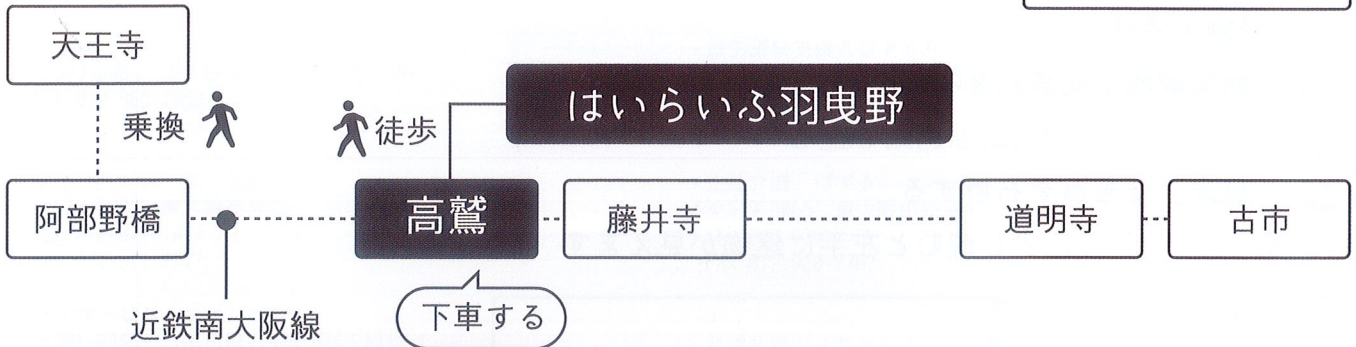 天王寺
乗換
徒歩
はいらいふ羽曳野
阿部野橋
高鷲
藤井寺
道明寺
古市
近鉄南大阪線
下車する